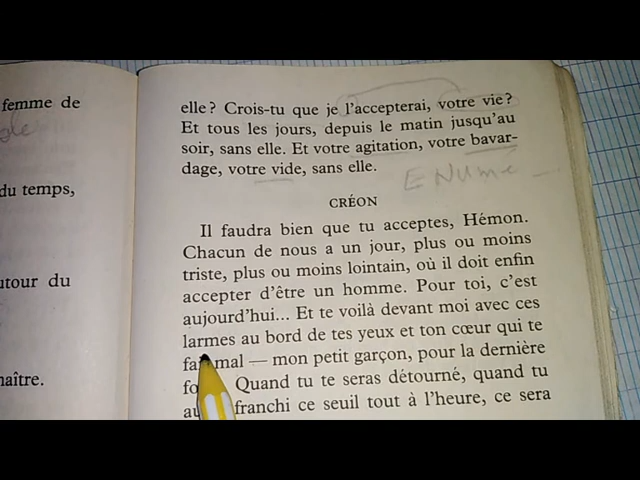 femme de
du temps,
utour du
naître.
elle ? Crois-tu que je l'accepterai, votre vie ?
Et tous les jours, depuis le matin jusqu'au
soir, sans elle. Et votre agitation, votre bavar-
dage, votre vide, sans elle.
ENume
CRÉON
Il faudra bien que tu acceptes, Hémon.
Chacun de nous a un jour, plus ou moins
triste, plus ou moins lointain, où il doit enfin
accepter d'être un homme. Pour toi, c'est
aujourd'hui... Et te voilà devant moi avec ces
larmes au bord de tes yeux et ton cœur qui te
mal — mon petit garçon, pour la dernière
Quand tu te seras détourné, quand tu
franchi ce seuil tout à l'heure, ce sera